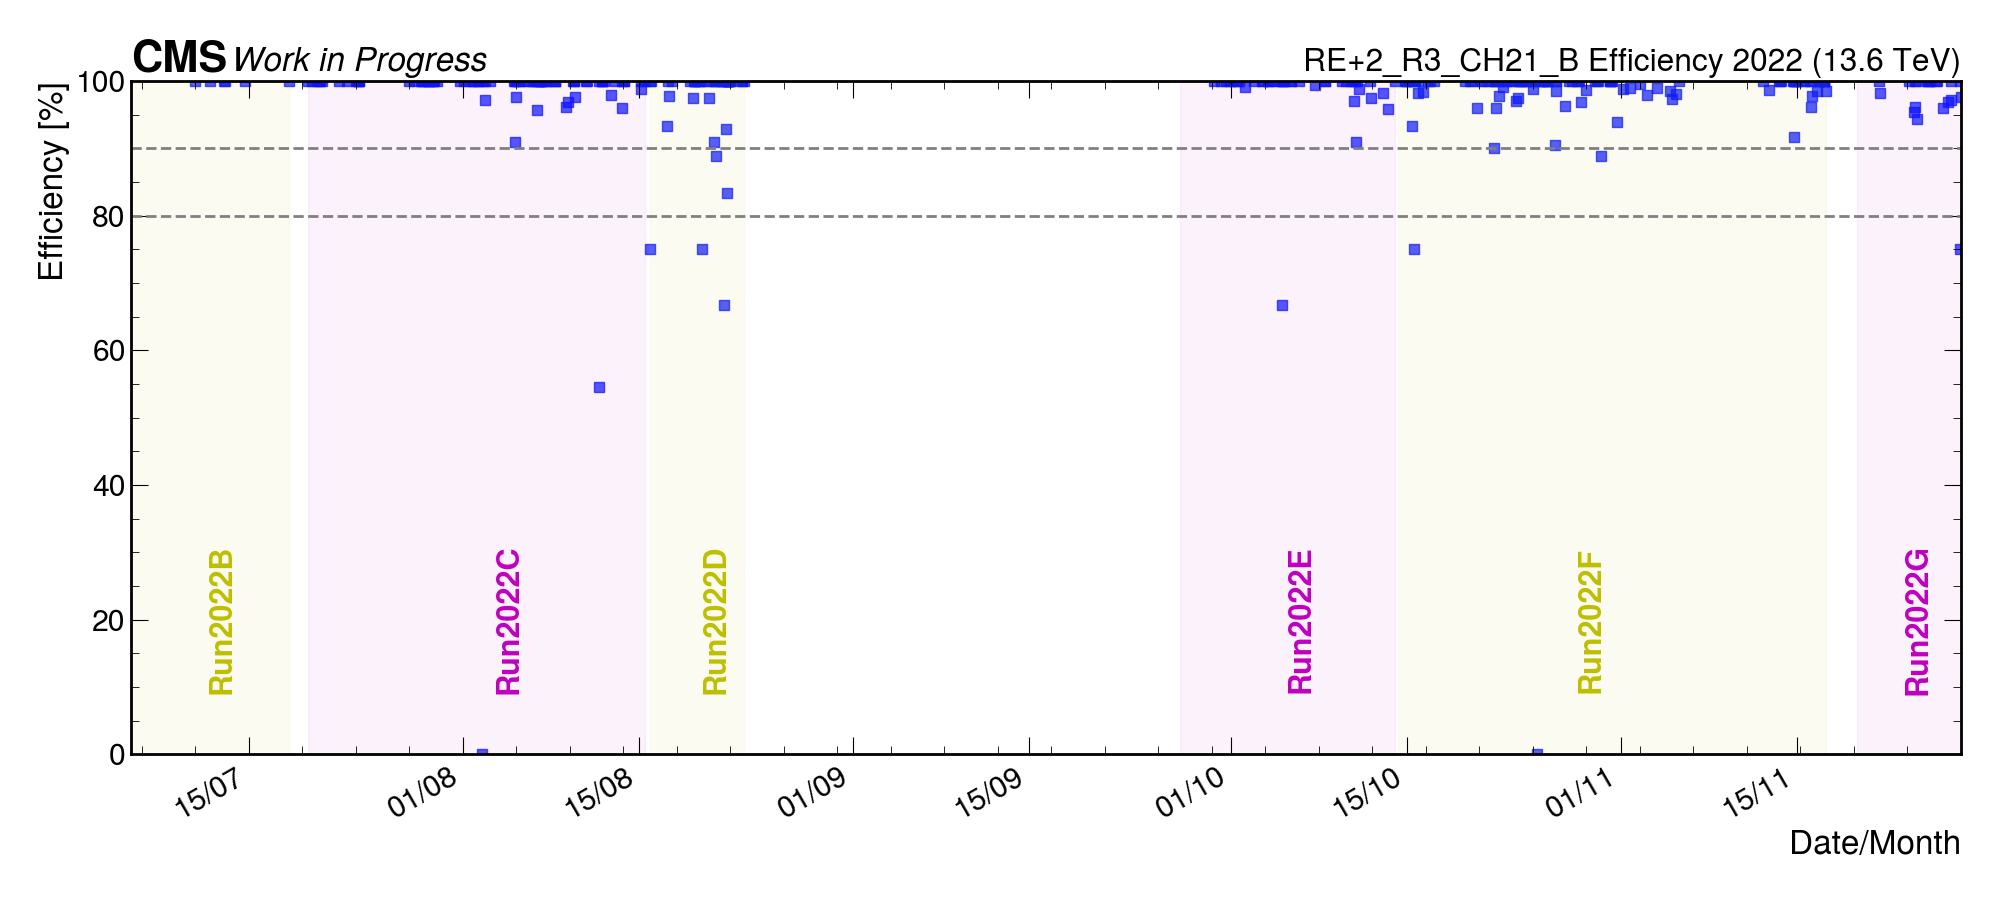 CMS Work in Progress
RE+2_R3_CH21_B Efficiency 2022 (13.6 TeV)
Efficiency [%]
100
80
60
40
20
0
Run2022B
Run2022C
Run2022D
Run2022E
Run2022F
Run2022G
15/07
01/08
15/08
01/09
15/09
01/10
15/10
01/11
15/11
Date/Month